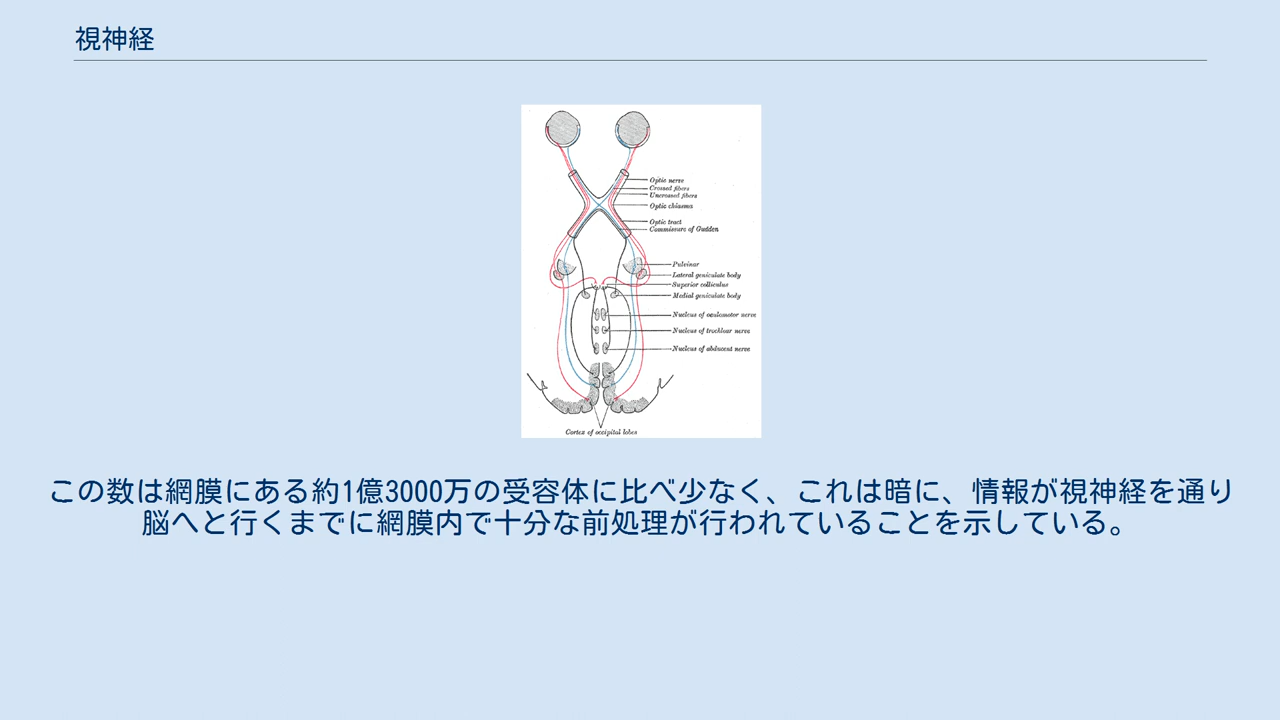 視神経
Optic nerve
Crossed fibers
Uncrossed fibers
Optic chiasma
Optic tract
Commissure of Gudden
Pulvinar
Lateral geniculate body
Superior colliculus
Medial geniculate body
Nucleus of oculomotor nerve
Nucleus of trochlear nerve
Nucleus of abducent nerve
Cortex of occipital lobes
この数は網膜にある約1億3000万の受容体に比べ少なく、これは暗に、情報が視神経を通り
脳へと行くまでに網膜内で十分な前処理が行われていることを示している。